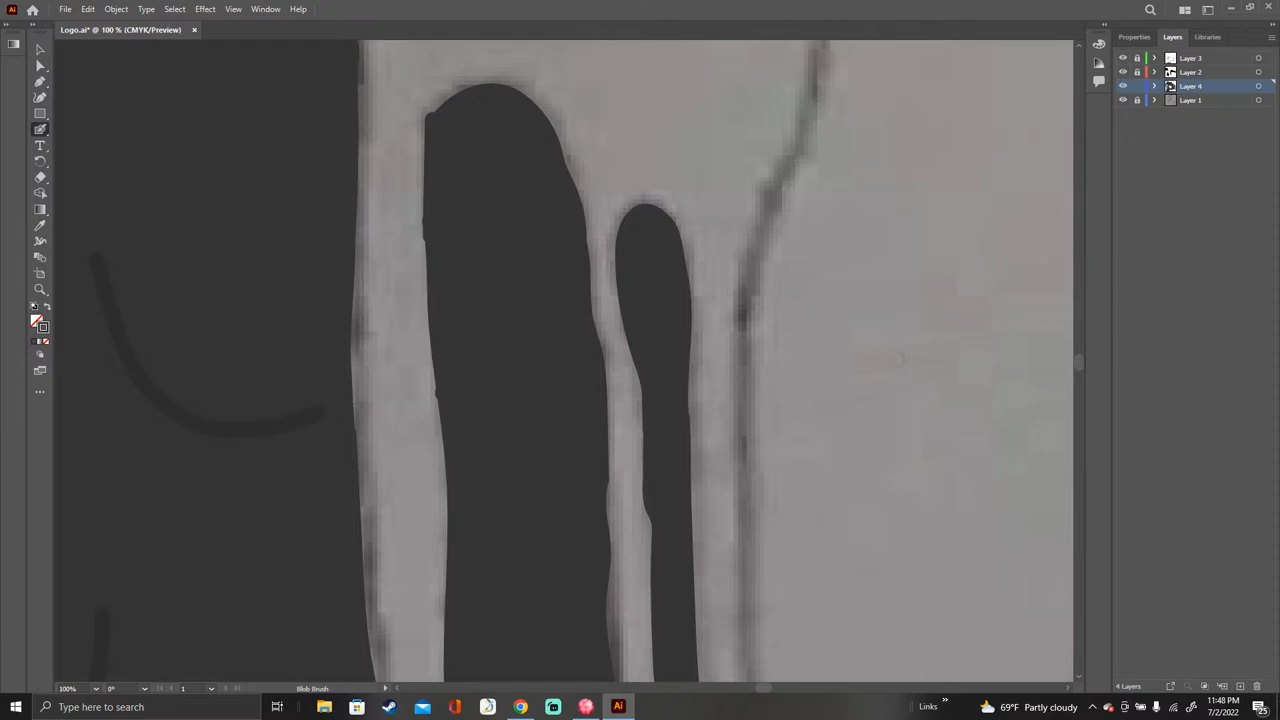 Ai File Edit Object Type Select Effect View Window Help
Logo.ai* @ 100 % (CMYK/Preview) ×
Properties Layers Libraries
Layer 3
Layer 2
Layer 4
Layer 1
T
100% 0° 1 Blob Brush
4 Layers
Type here to search
Ai
Links
69°F Partly cloudy
11:48 PM
7/2/2022